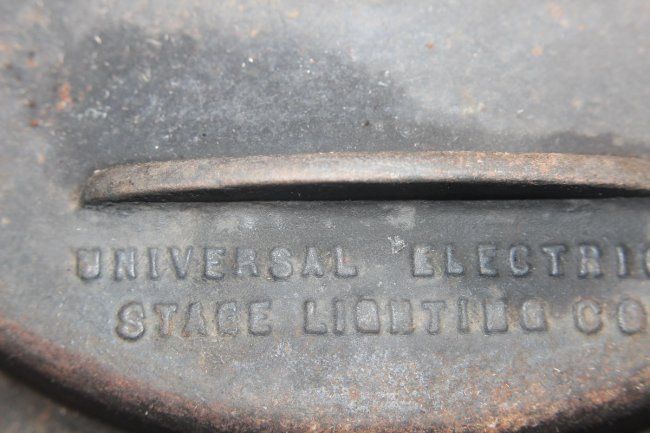 UNIVERSAL ELECTRIC
STAGE LIGHTING CO